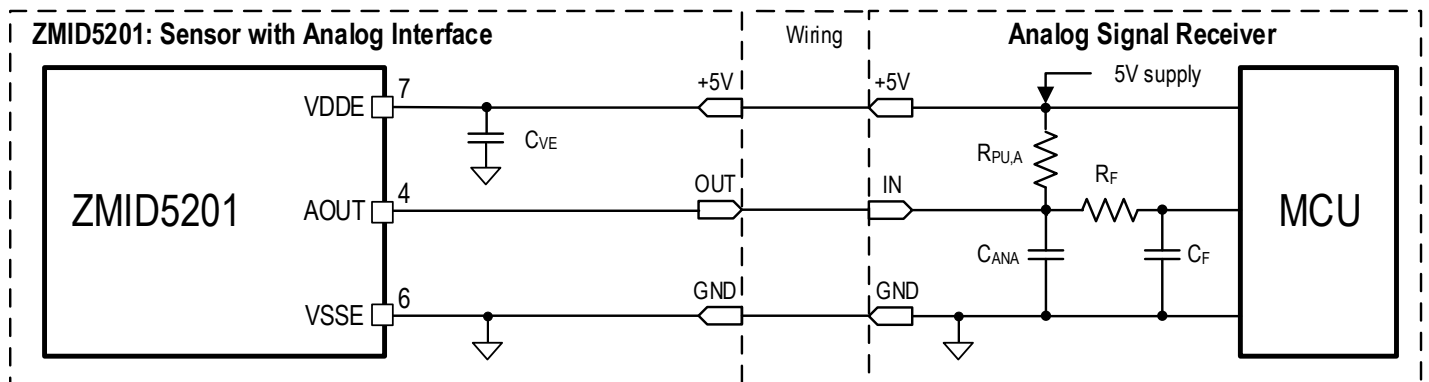 ZMID5201: Sensor with Analog Interface
Wiring
Analog Signal Receiver
VDDE
7
+5V
+5V
5V supply
CVE
RPU,A
RF
ZMID5201
AOUT
4
OUT
IN
MCU
CANA
CF
VSSE
6
GND
GND